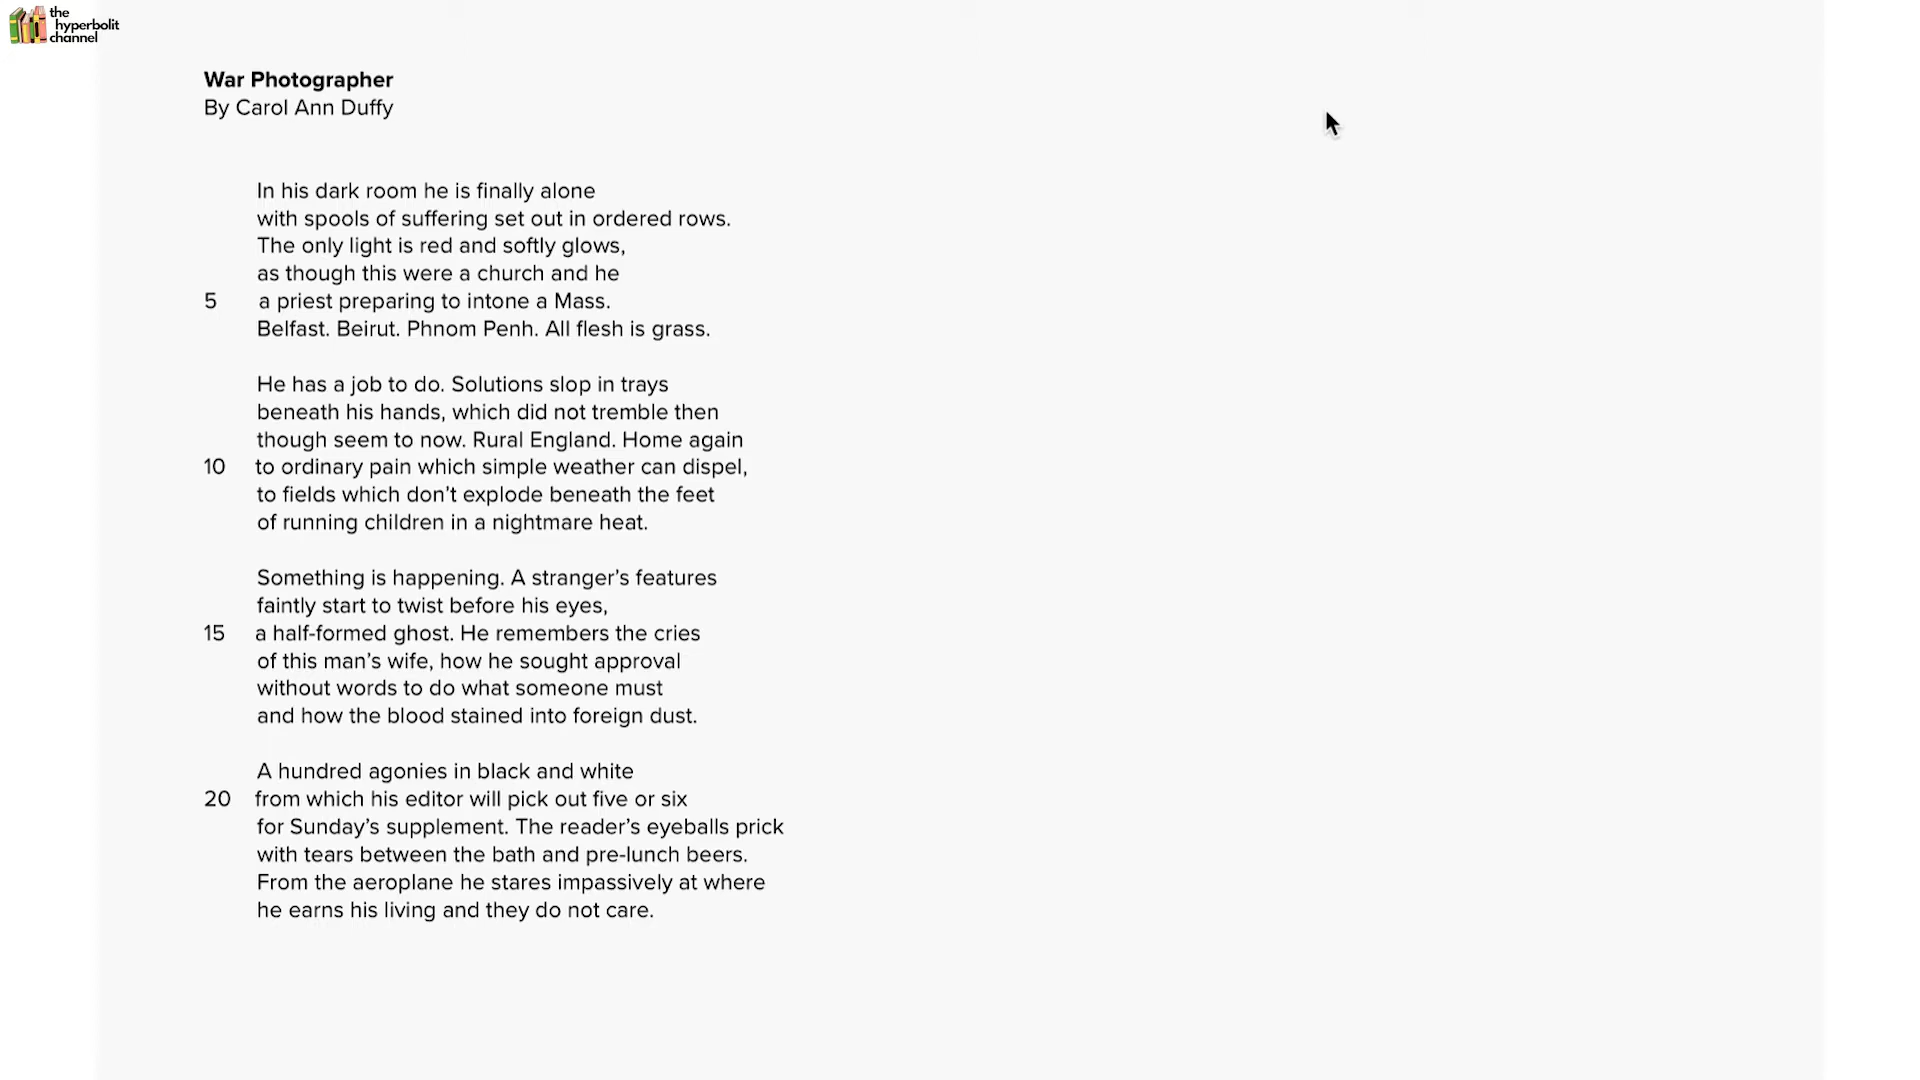 the
hyperbolit
channel
War Photographer
By Carol Ann Duffy
In his dark room he is finally alone
with spools of suffering set out in ordered rows.
The only light is red and softly glows,
as though this were a church and he
5 a priest preparing to intone a Mass.
Belfast. Beirut. Phnom Penh. All flesh is grass.
He has a job to do. Solutions slop in trays
beneath his hands, which did not tremble then
though seem to now. Rural England. Home again
10 to ordinary pain which simple weather can dispel,
to fields which don't explode beneath the feet
of running children in a nightmare heat.
Something is happening. A stranger's features
faintly start to twist before his eyes,
15 a half-formed ghost. He remembers the cries
of this man's wife, how he sought approval
without words to do what someone must
and how the blood stained into foreign dust.
A hundred agonies in black and white
20 from which his editor will pick out five or six
for Sunday's supplement. The reader's eyeballs prick
with tears between the bath and pre-lunch beers.
From the aeroplane he stares impassively at where
he earns his living and they do not care.